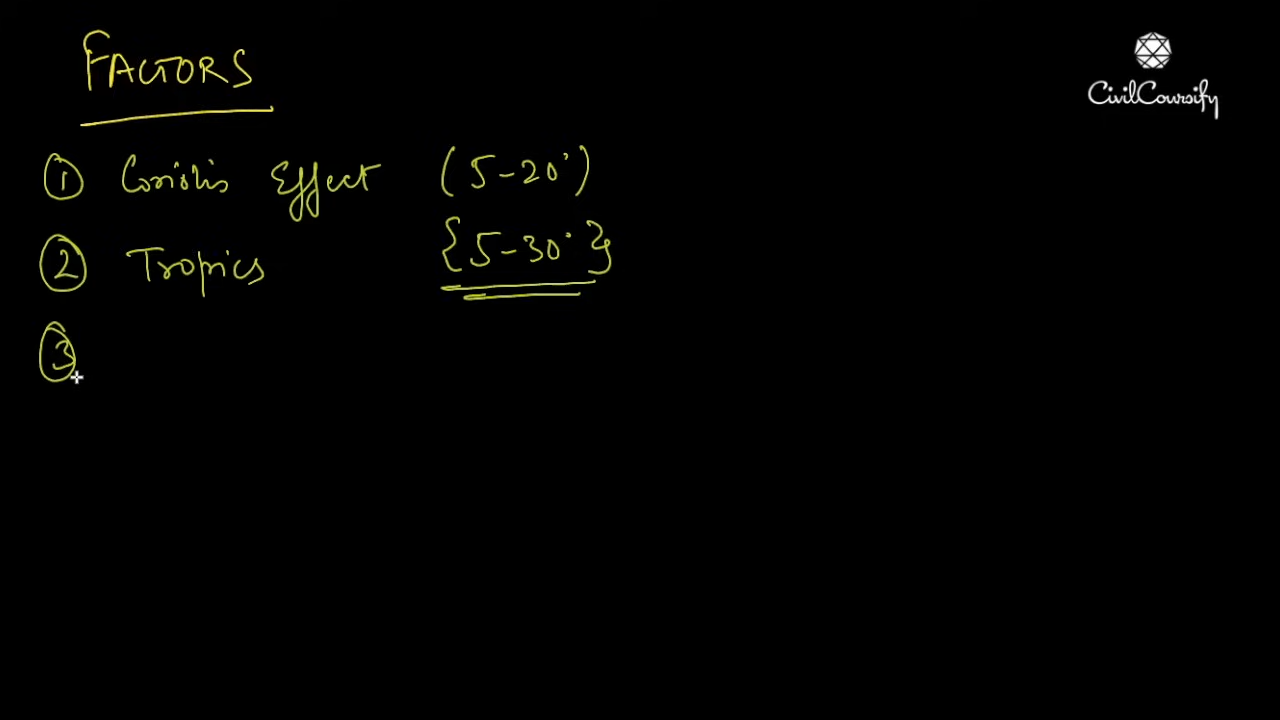 FACTORS
CivilCoursify
① Coriolis Effect (5-20°)
② Tropics {5-30°}
③